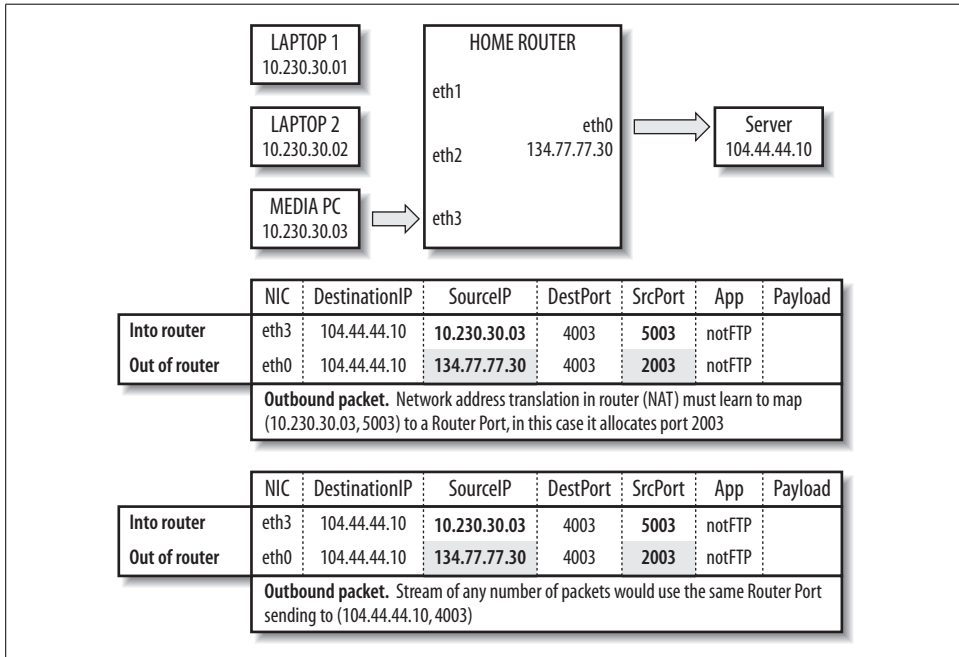 LAPTOP 1
10.230.30.01
HOME ROUTER
eth1
LAPTOP 2
10.230.30.02
eth0
134.77.77.30
eth2
Server
104.44.44.10
MEDIA PC
10.230.30.03
eth3
NIC DestinationIP SourceIP DestPort SrcPort App Payload
Into router eth3 104.44.44.10 10.230.30.03 4003 5003 notFTP
Out of router eth0 104.44.44.10 134.77.77.30 4003 2003 notFTP
Outbound packet. Network address translation in router (NAT) must learn to map
(10.230.30.03, 5003) to a Router Port, in this case it allocates port 2003
NIC DestinationIP SourceIP DestPort SrcPort App Payload
Into router eth3 104.44.44.10 10.230.30.03 4003 5003 notFTP
Out of router eth0 104.44.44.10 134.77.77.30 4003 2003 notFTP
Outbound packet. Stream of any number of packets would use the same Router Port
sending to (104.44.44.10, 4003)